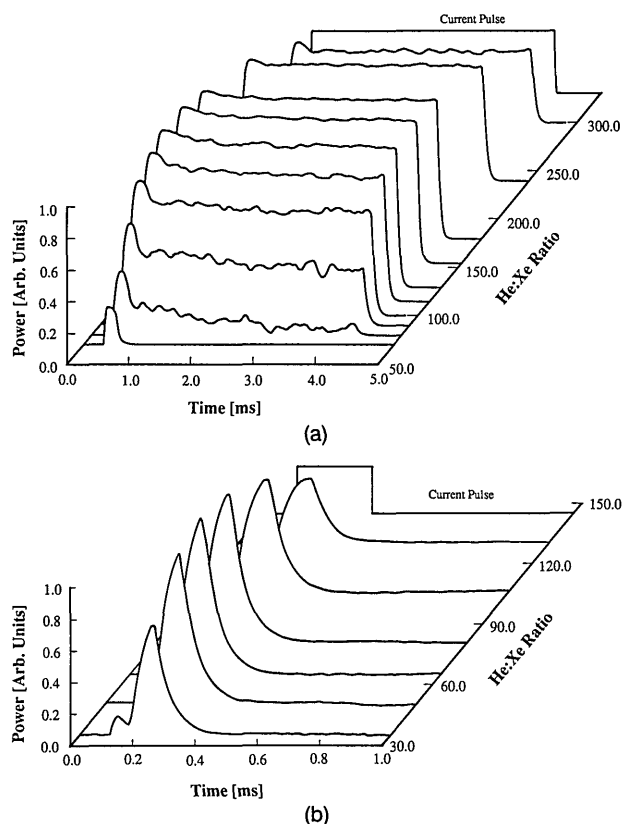 Current Pulse
300.0
250.0
200.0
150.0
100.0
50.0
He:Xe Ratio
1.0
0.8
0.6
0.4
0.2
0.0
Power [Arb. Units]
0.0 1.0 2.0 3.0 4.0 5.0
Time [ms]
(a)
Current Pulse
150.0
120.0
90.0
60.0
30.0
He:Xe Ratio
1.0
0.8
0.6
0.4
0.2
0.0
Power [Arb. Units]
0.0 0.2 0.4 0.6 0.8 1.0
Time [ms]
(b)